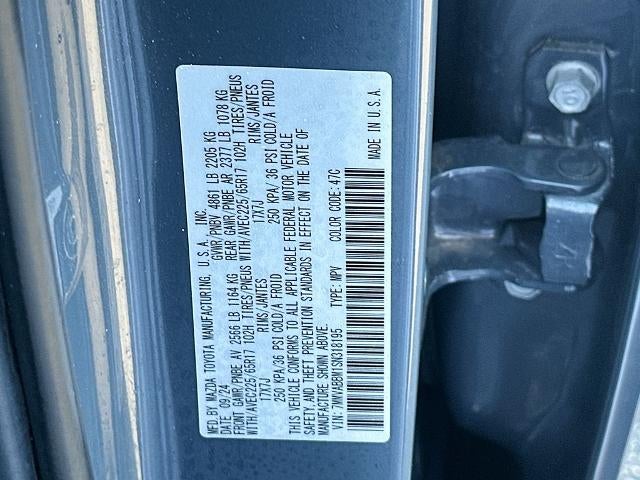 MFD.BY MAZDA TOYOTA MANUFACTURING, U.S.A., INC.
DATE: 09/24 GVWR/PNBV 4861 LB 2205 KG
FRONT GAWR/PNBE AV 2566 LB 1164 KG REAR GAWR/PNBE AR 2377 LB 1078 KG
WITH/AVEC225/65R17 102H TIRES/PNEUS WITH/AVEC225/65R17 102H TIRES/PNEUS
17X7J RIMS/JANTES 17X7J RIMS/JANTES
250 KPA/36 PSI COLD/A FROID 250 KPA/ 36 PSI COLD/A FROID
THIS VEHICLE CONFORMS TO ALL APPLICABLE FEDERAL MOTOR VEHICLE
SAFETY AND THEFT PREVENTION STANDARDS IN EFFECT ON THE DATE OF
MANUFACTURE SHOWN ABOVE.
V.I.N: 7MMVAABM1SN318195 TYPE: MPV COLOR CODE: 47C
MADE IN U.S.A.